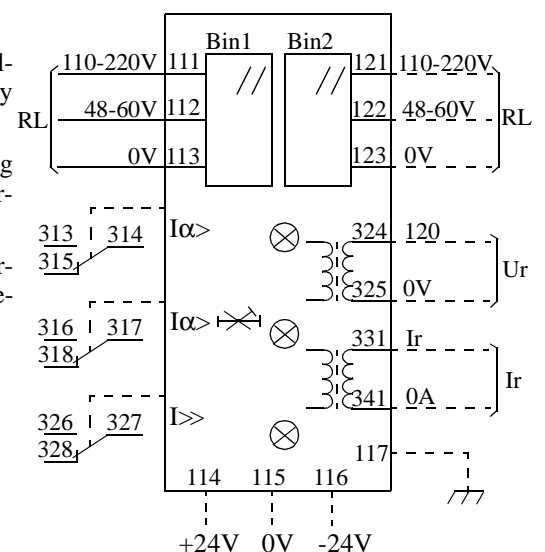 Bin1 Bin2
110-220V 111 121 110-220V
48-60V 112 122 48-60V
RL RL
0V 113 123 0V
Iα> 324 120
313 314
315
Ur
325 0V
Iα> 331 Ir
316 317
318
Ir
341 0A
I>>
326 327
328
117
114 115 116
+24V 0V -24V